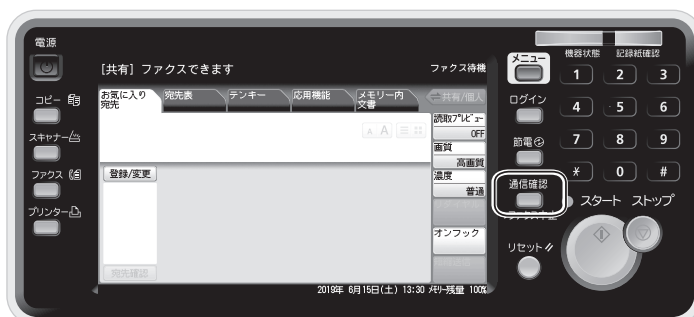 電源
コピー
スキャナー
ファクス
プリンター
[共有] ファクスできます
ファクス待機
お気に入り
宛先
宛先表
テンキー
応用機能
メモリー内
文書
共有/個人
A A
読取プレビュー
OFF
画質
高画質
濃度
普通
登録/変更
オンフック
宛先確認
2019年 6月15日(土) 13:30 メモリー残量 100%
メニュー
ログイン
節電
通信確認
リセット
機器状態 記録紙確認
1 2 3
4 5 6
7 8 9
* 0 #
スタート ストップ